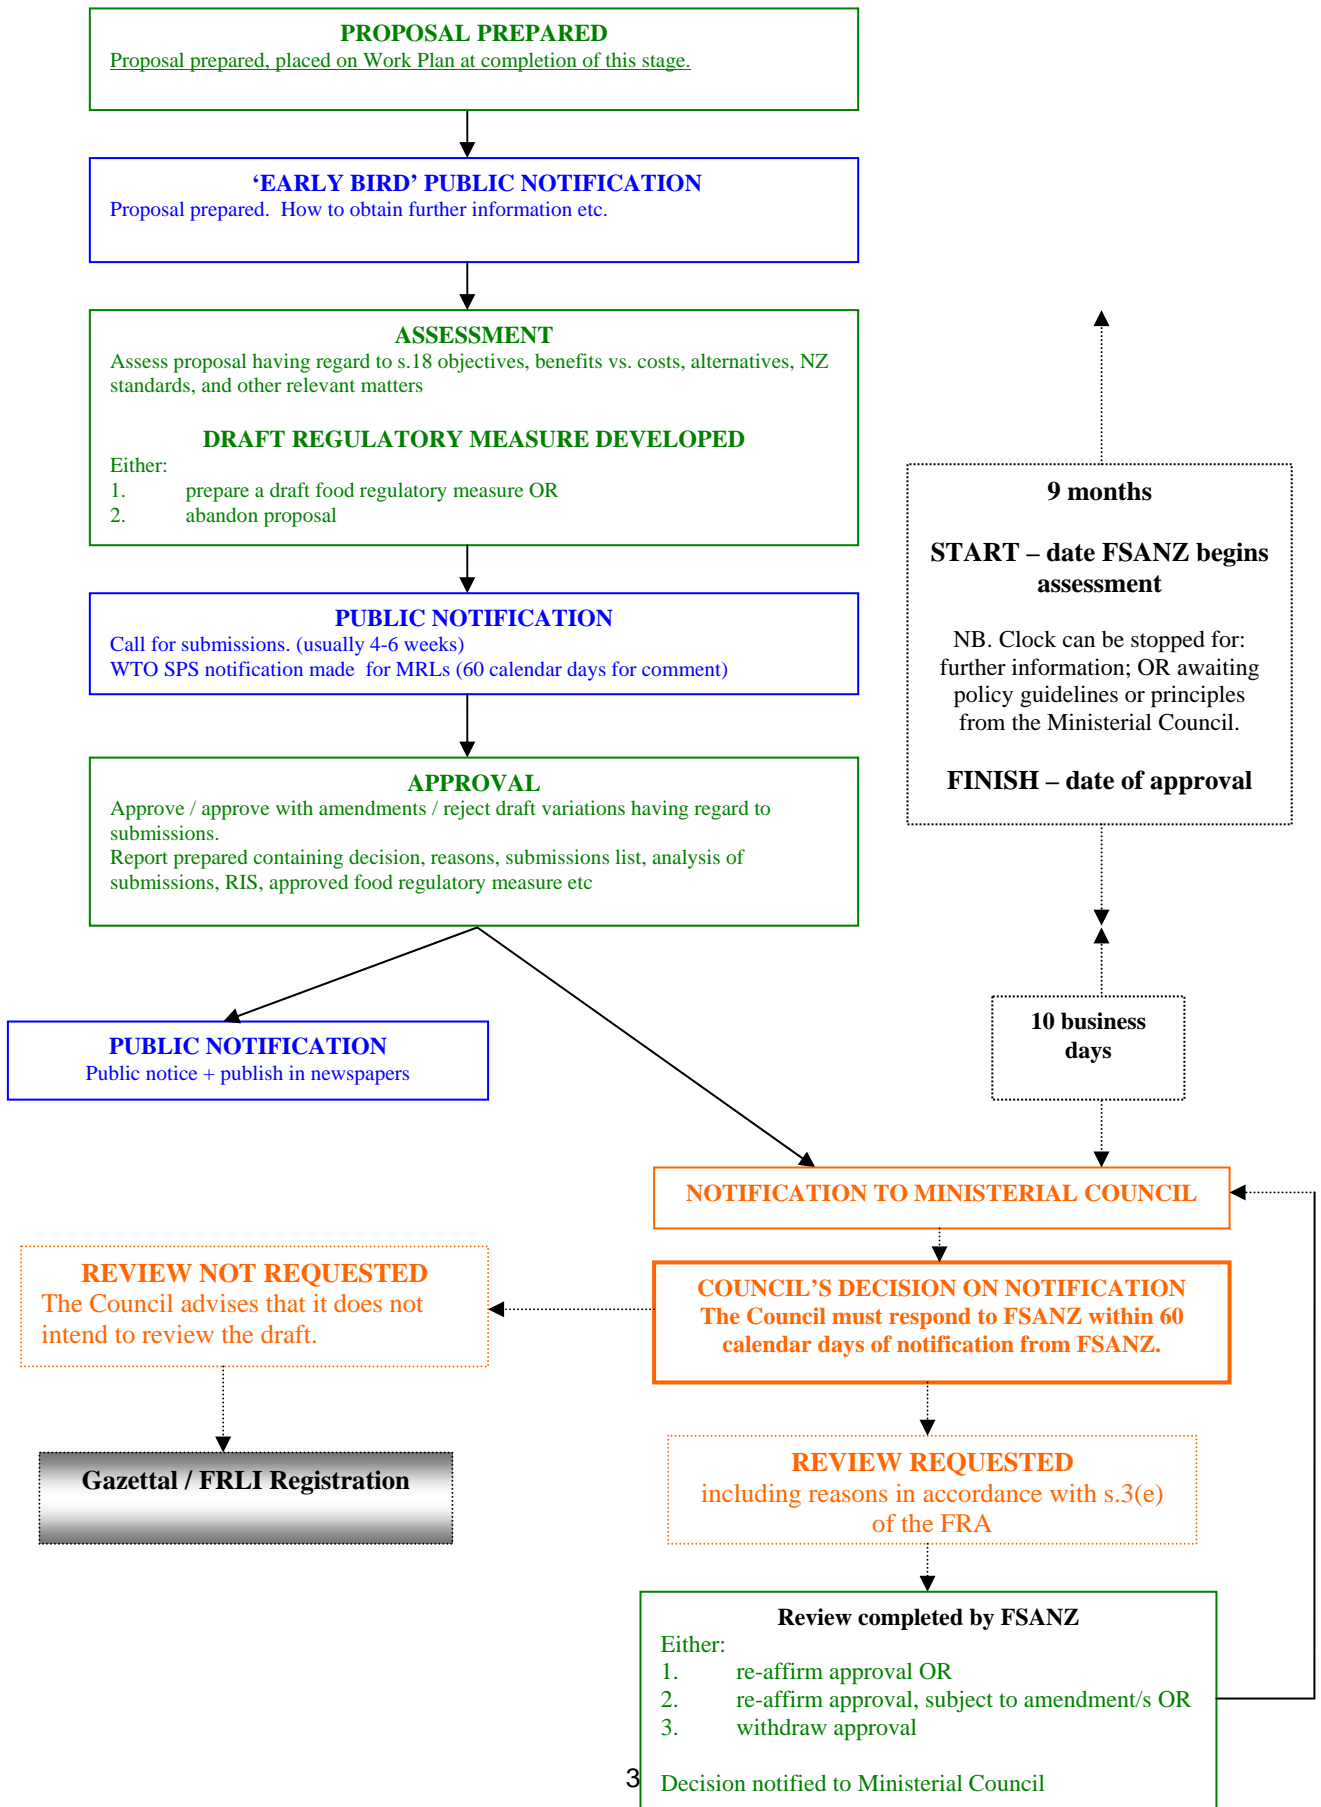 PROPOSAL PREPARED
Proposal prepared, placed on Work Plan at completion of this stage.
‘EARLY BIRD’ PUBLIC NOTIFICATION
Proposal prepared.  How to obtain further information etc.
ASSESSMENT
Assess proposal having regard to s.18 objectives, benefits vs. costs, alternatives, NZ
standards, and other relevant matters
DRAFT REGULATORY MEASURE DEVELOPED
Either:
1. prepare a draft food regulatory measure OR
2. abandon proposal
9 months
START – date FSANZ begins
assessment
NB. Clock can be stopped for:
further information; OR awaiting
policy guidelines or principles
from the Ministerial Council.
FINISH – date of approval
PUBLIC NOTIFICATION
Call for submissions. (usually 4-6 weeks)
WTO SPS notification made  for MRLs (60 calendar days for comment)
APPROVAL
Approve / approve with amendments / reject draft variations having regard to
submissions.
Report prepared containing decision, reasons, submissions list, analysis of
submissions, RIS, approved food regulatory measure etc
10 business
days
PUBLIC NOTIFICATION
Public notice + publish in newspapers
NOTIFICATION TO MINISTERIAL COUNCIL
REVIEW NOT REQUESTED
The Council advises that it does not
intend to review the draft.
COUNCIL’S DECISION ON NOTIFICATION
The Council must respond to FSANZ within 60
calendar days of notification from FSANZ.
Gazettal / FRLI Registration
REVIEW REQUESTED
including reasons in accordance with s.3(e)
of the FRA
Review completed by FSANZ
Either:
1. re-affirm approval OR
2. re-affirm approval, subject to amendment/s OR
3. withdraw approval
Decision notified to Ministerial Council
3